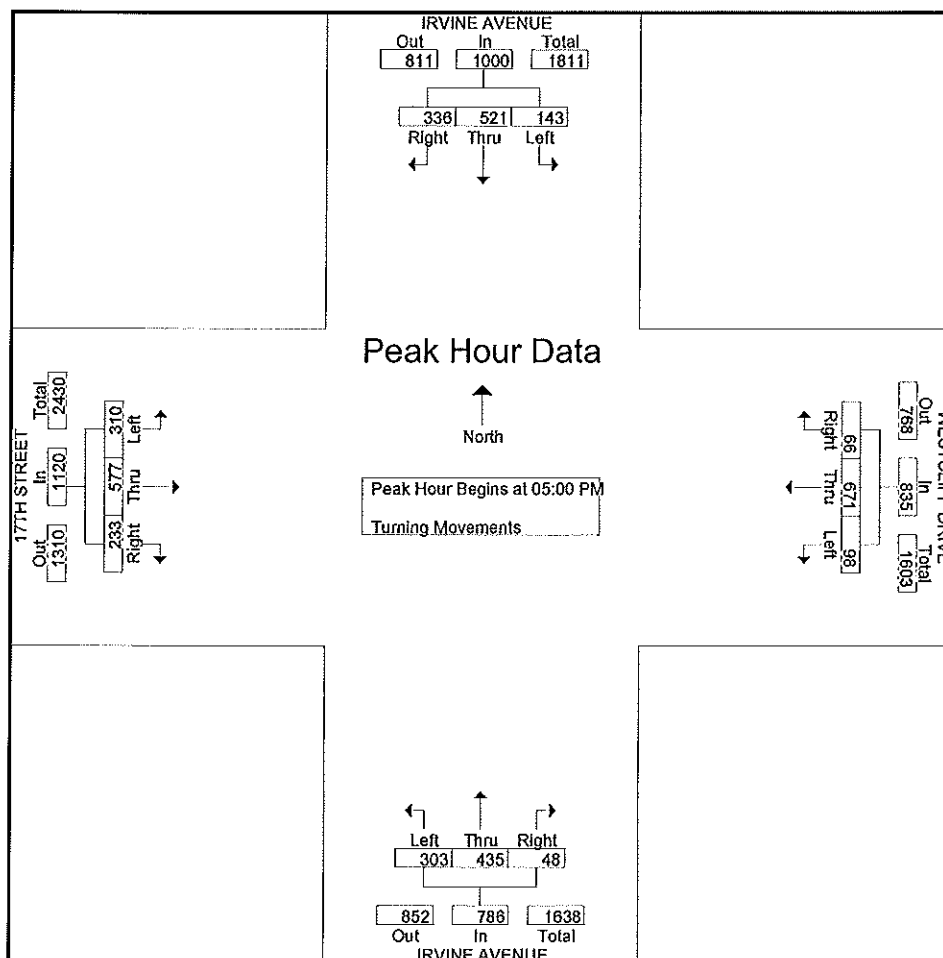 IRVINE AVENUE
Out In Total
811 1000 1811
336 521 143
Right Thru Left
Peak Hour Data
North
Peak Hour Begins at 05:00 PM
Turning Movements
17TH STREET
Out In Total
1310 1120 2430
233 577 310
Right Thru Left
DRIVE
Out In Total
768 835 1603
66 671 98
Right Thru Left
Left Thru Right
303 435 48
852 786 1638
Out In Total
IRVINE AVENUE